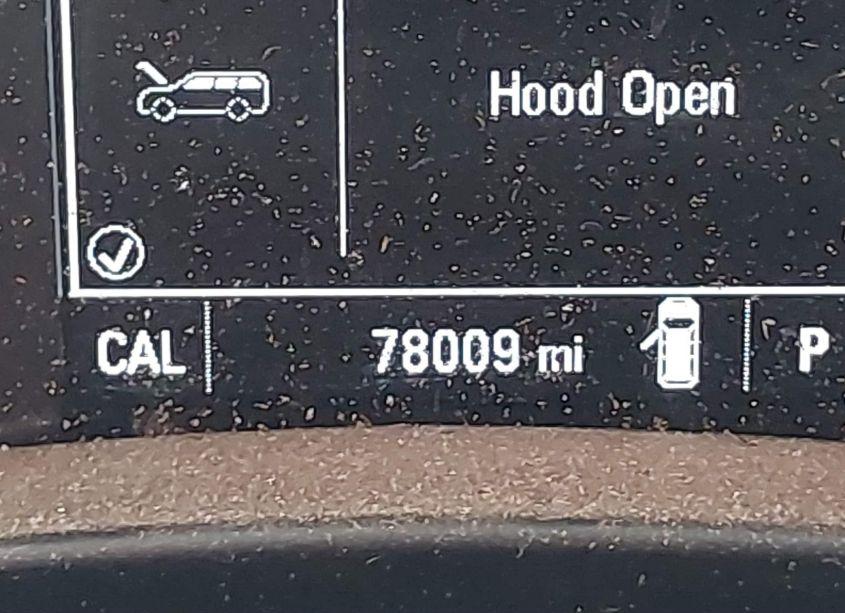 Hood Open
CAL 78009 mi P